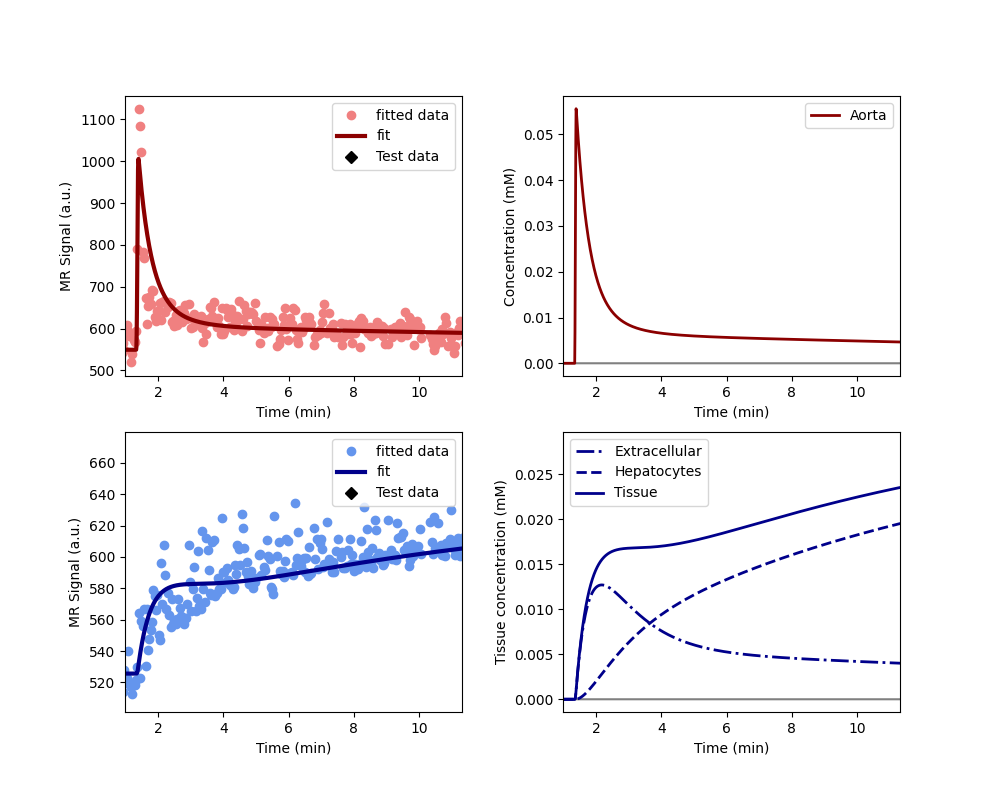 MR Signal (a.u.)
1100
1000
900
800
700
600
500
fitted data
fit
Test data
2 4 6 8 10
Time (min)
Concentration (mM)
0.05
0.04
0.03
0.02
0.01
0.00
Aorta
2 4 6 8 10
Time (min)
MR Signal (a.u.)
660
640
620
600
580
560
540
520
fitted data
fit
Test data
2 4 6 8 10
Time (min)
Tissue concentration (mM)
0.025
0.020
0.015
0.010
0.005
0.000
Extracellular
Hepatocytes
Tissue
2 4 6 8 10
Time (min)